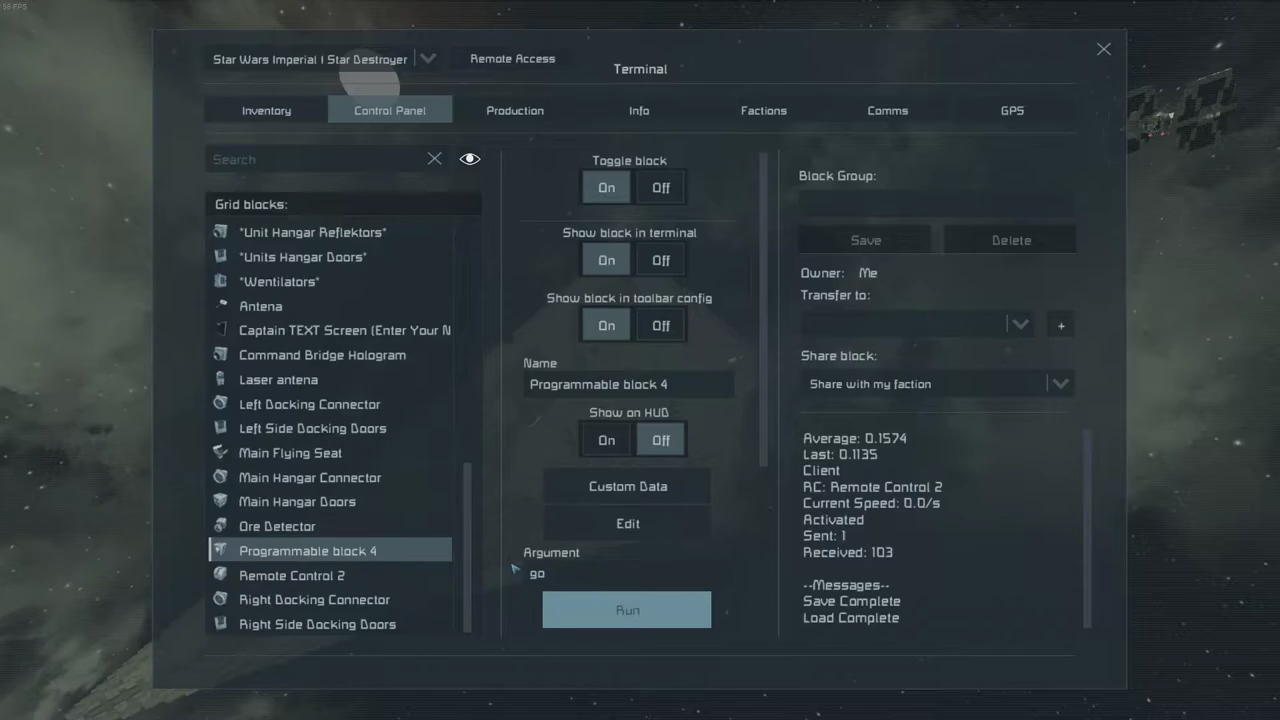 58 FPS
Star Wars Imperial I Star Destroyer
Remote Access
Terminal
Inventory
Control Panel
Production
Info
Factions
Comms
GPS
Search
Grid blocks:
*Unit Hangar Reflektors*
*Units Hangar Doors*
*Wentilators*
Antena
Captain TEXT Screen (Enter Your N
Command Bridge Hologram
Laser antena
Left Docking Connector
Left Side Docking Doors
Main Flying Seat
Main Hangar Connector
Main Hangar Doors
Ore Detector
Programmable block 4
Remote Control 2
Right Docking Connector
Right Side Docking Doors
Toggle block
On Off
Show block in terminal
On Off
Show block in toolbar config
On Off
Name
Programmable block 4
Show on HUD
On Off
Custom Data
Edit
Argument
go
Run
Block Group:
Save Delete
Owner: Me
Transfer to:
+
Share block:
Share with my faction
Average: 0.1574
Last: 0.1135
Client
RC: Remote Control 2
Current Speed: 0.0/s
Activated
Sent: 1
Received: 103
--Messages--
Save Complete
Load Complete